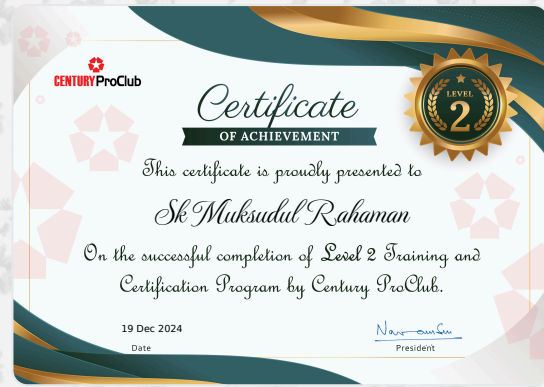 CENTURY ProClub
LEVEL
2
Certificate
OF ACHIEVEMENT
This certificate is proudly presented to
Sk Muksudul Rahaman
On the successful completion of Level 2 Training and
Certification Program by Century ProClub.
19 Dec 2024
Date
President